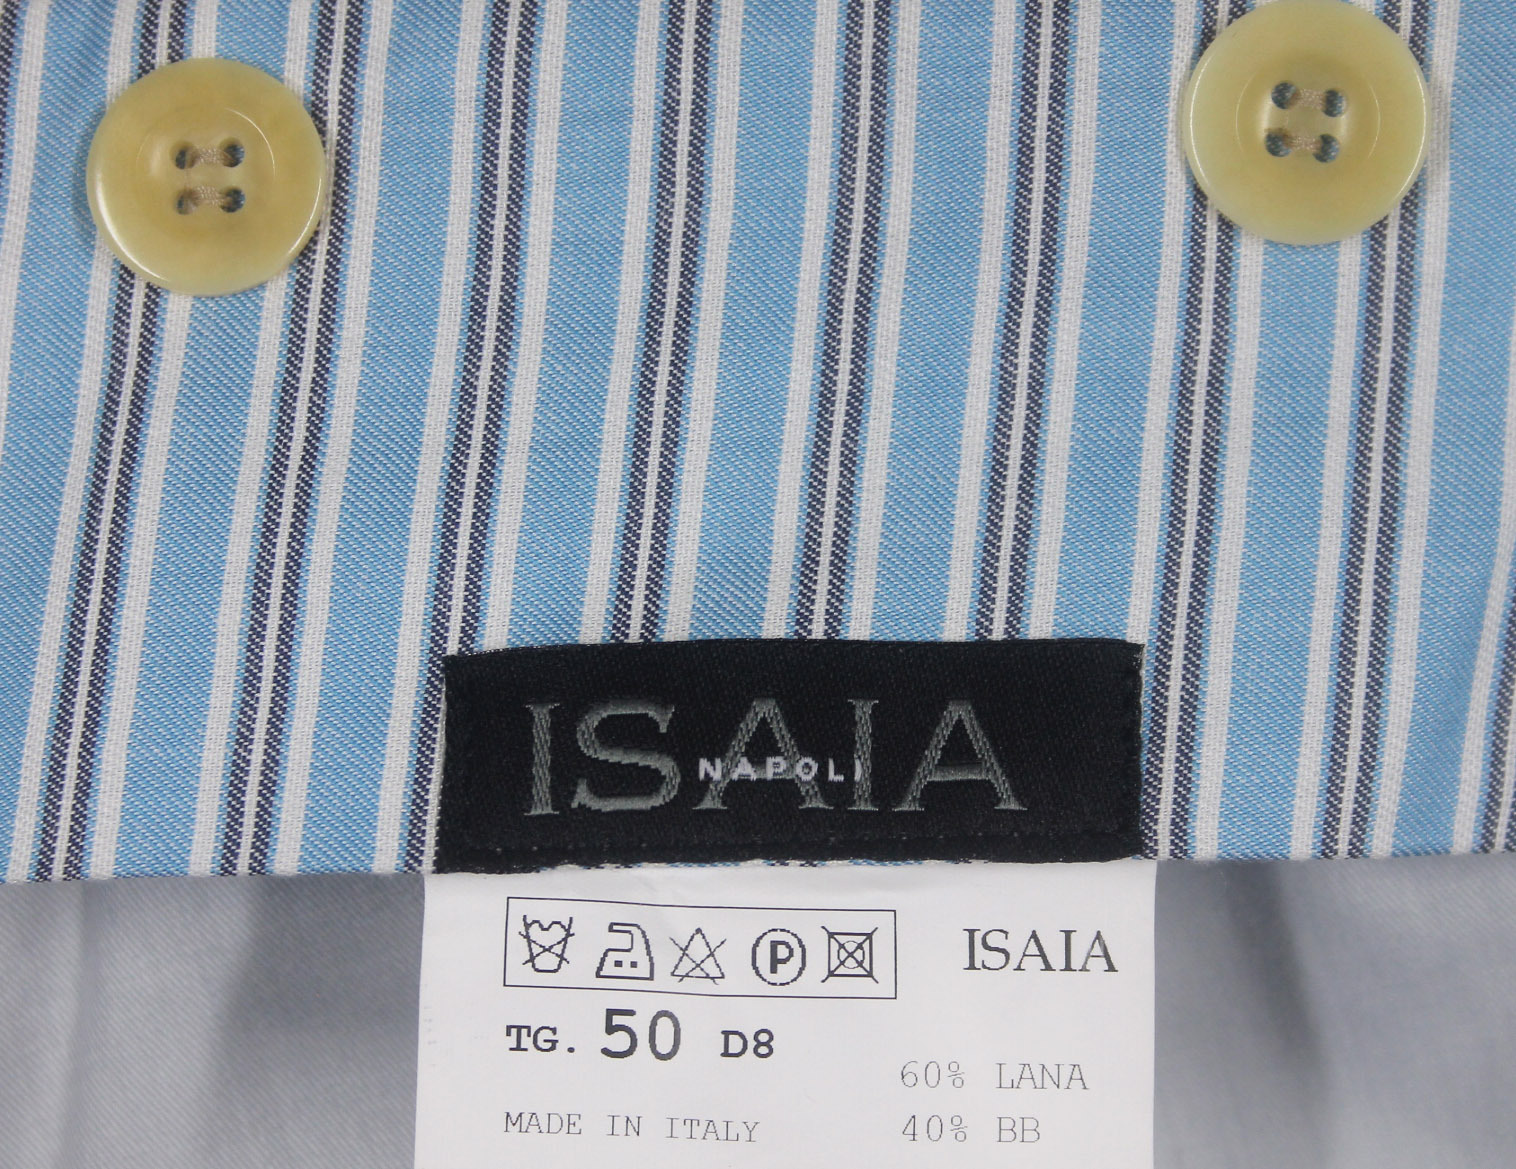 ISAIA
NAPOLI
P
ISAIA
TG. 50 D8
60% LANA
MADE IN ITALY
40% BB